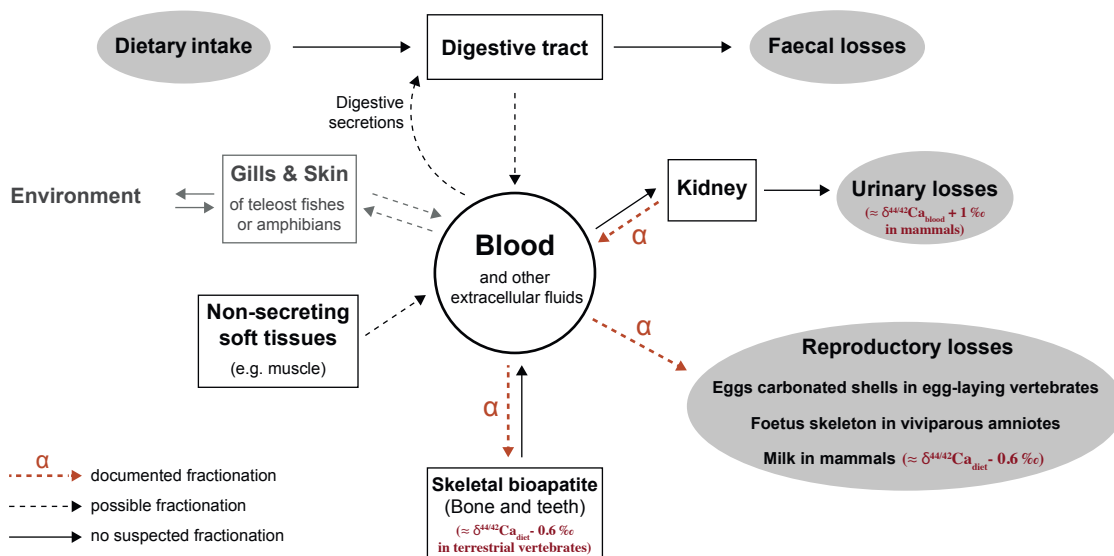 Dietary intake
Digestive tract
Faecal losses
Digestive
secretions
Environment
Gills & Skin
of teleost fishes
or amphibians
Kidney
Urinary losses
(≈ δ44/42Cablood + 1 ‰
in mammals)
α
Blood
and other
extracellular fluids
Non-secreting
soft tissues
(e.g. muscle)
α
Reproductory losses
Eggs carbonated shells in egg-laying vertebrates
Foetus skeleton in viviparous amniotes
Milk in mammals (≈ δ44/42Cadiet- 0.6 ‰)
α
Skeletal bioapatite
(Bone and teeth)
(≈ δ44/42Cadiet- 0.6 ‰
in terrestrial vertebrates)
α documented fractionation
possible fractionation
no suspected fractionation